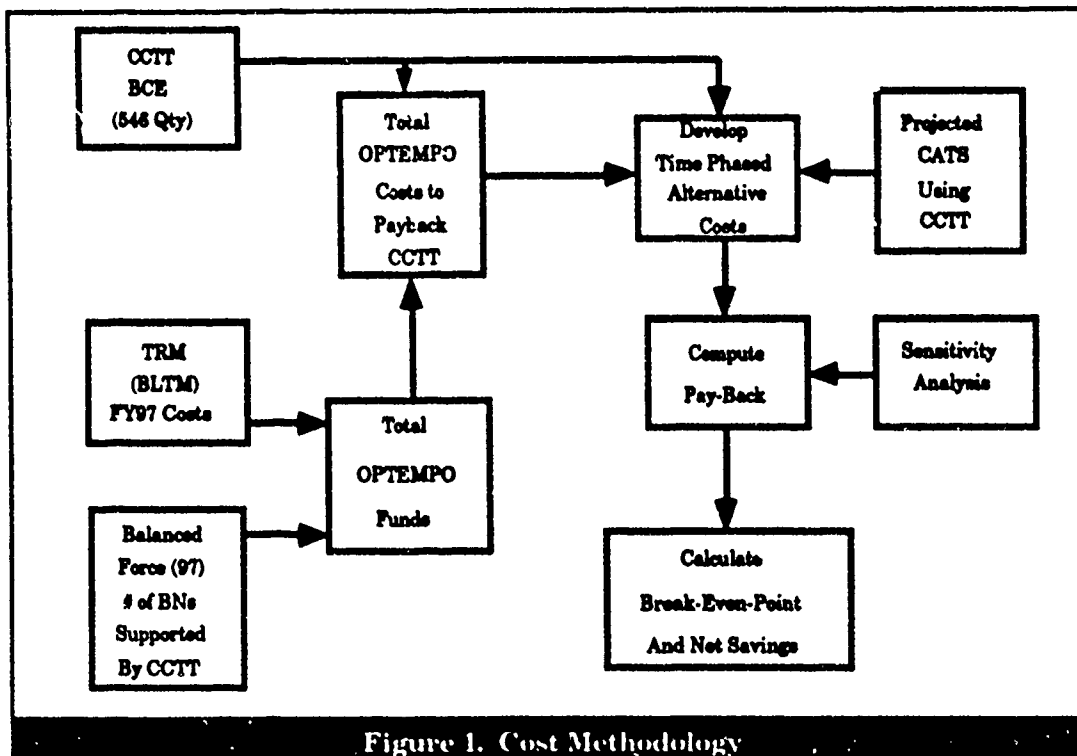 CCTT
BCE
(546 Qty)
Total
OPTEMPO
Costs to
Payback
CCTT
Develop
Time Phased
Alternative
Costs
Projected
CATS
Using
CCTT
TRM
(BLTM)
FY97 Costs
Total
OPTEMPO
Funds
Compute
Pay-Back
Sensitivity
Analysis
Balanced
Force (97)
# of BNs
Supported
By CCTT
Calculate
Break-Even-Point
And Net Savings
Figure 1. Cost Methodology